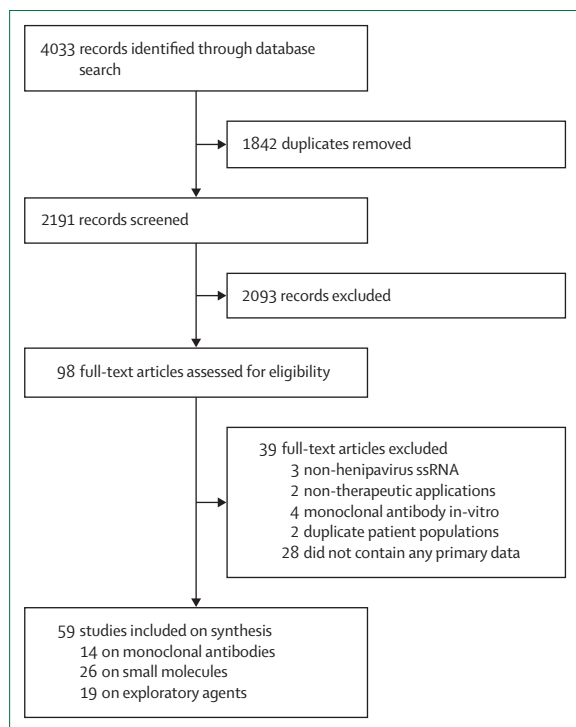 4033 records identified through database
search
1842 duplicates removed
2191 records screened
2093 records excluded
98 full-text articles assessed for eligibility
39 full-text articles excluded
3 non-henipavirus ssRNA
2 non-therapeutic applications
4 monoclonal antibody in-vitro
2 duplicate patient populations
28 did not contain any primary data
59 studies included on synthesis
14 on monoclonal antibodies
26 on small molecules
19 on exploratory agents